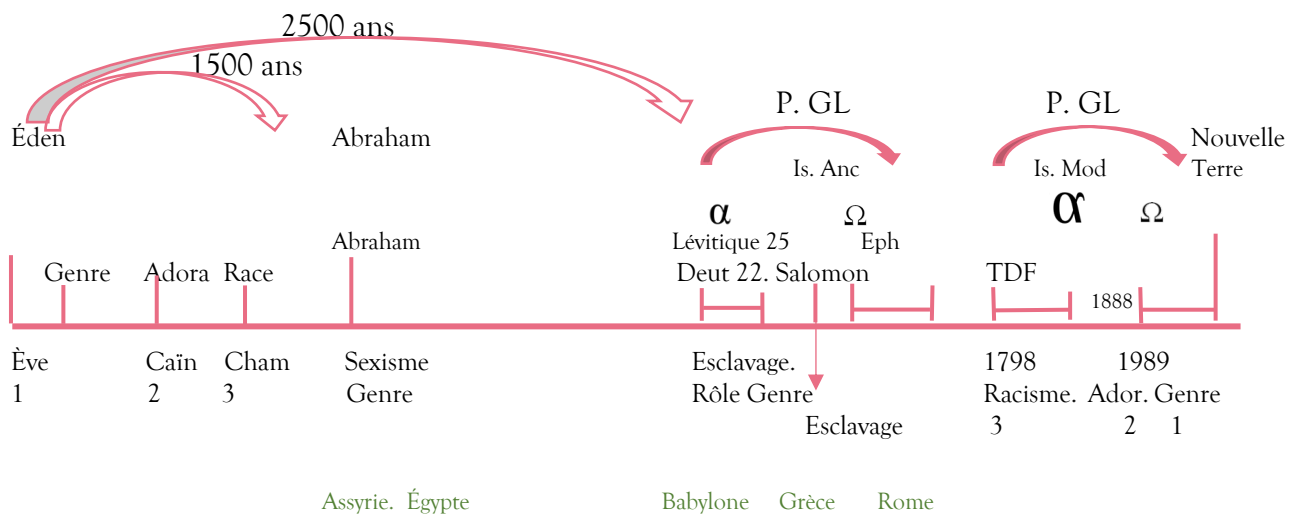 2500 ans
1500 ans
P. GL P. GL
Éden Abraham Nouvelle
Is. Anc Is. Mod Terre
α Ω α Ω
Abraham Lévitique 25 Eph
Genre Adora Race Deut 22. Salomon TDF
1888
Ève Caïn Cham Sexisme Esclavage. 1798 1989
1 2 3 Genre Rôle Genre Racisme. Ador. Genre
Esclavage 3 2 1
Assyrie. Égypte Babylone Grèce Rome